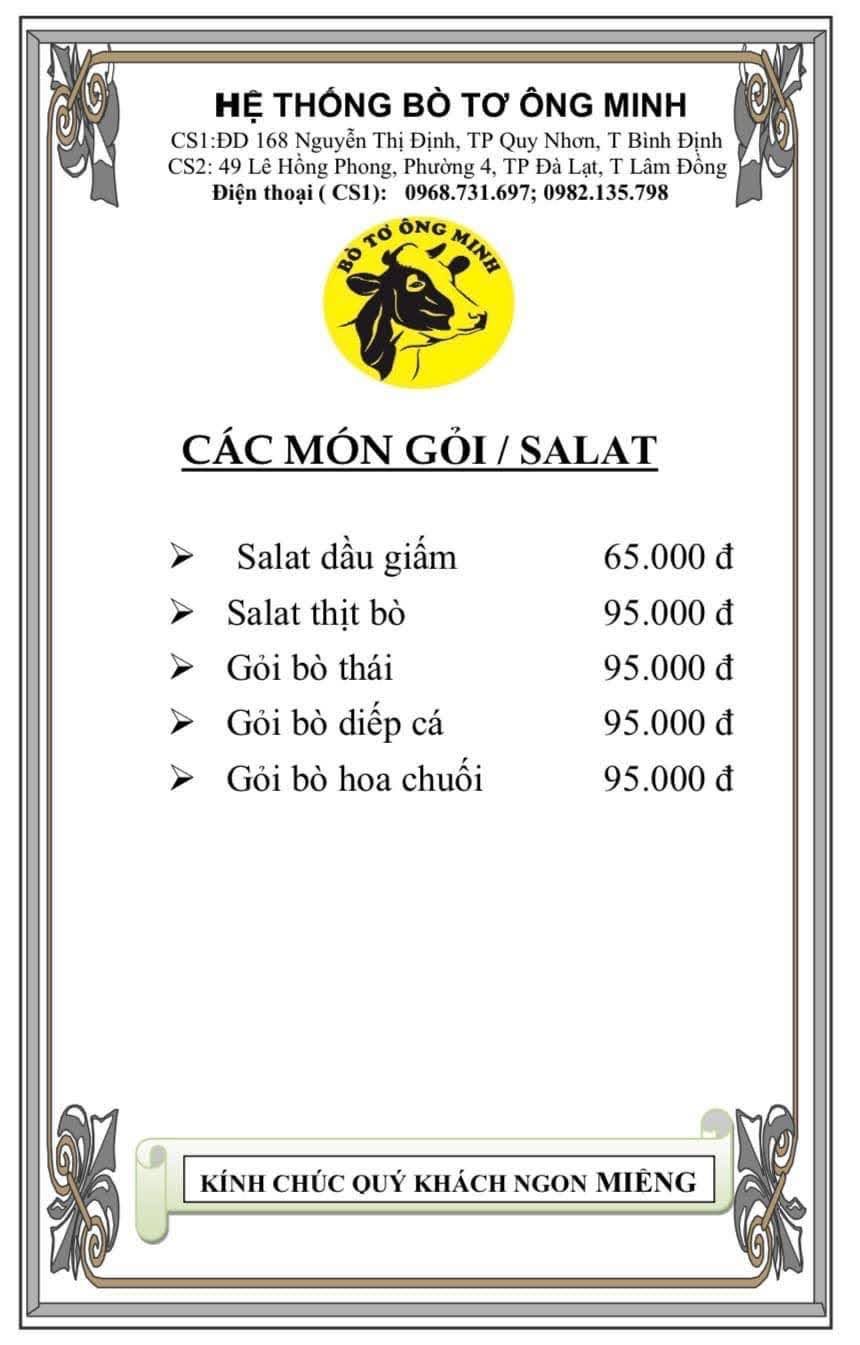 HỆ THỐNG BÒ TƠ ÔNG MINH
CS1:ĐD 168 Nguyễn Thị Định, TP Quy Nhơn, T Bình Định
CS2: 49 Lê Hồng Phong, Phường 4, TP Đà Lạt, T Lâm Đồng
Điện thoại ( CS1): 0968.731.697; 0982.135.798
BÒ TƠ ÔNG MINH
CÁC MÓN GỎI / SALAT
➢ Salat dầu giấm 65.000 đ
➢ Salat thịt bò 95.000 đ
➢ Gỏi bò thái 95.000 đ
➢ Gỏi bò diếp cá 95.000 đ
➢ Gỏi bò hoa chuối 95.000 đ
KÍNH CHÚC QUÝ KHÁCH NGON MIÊNG